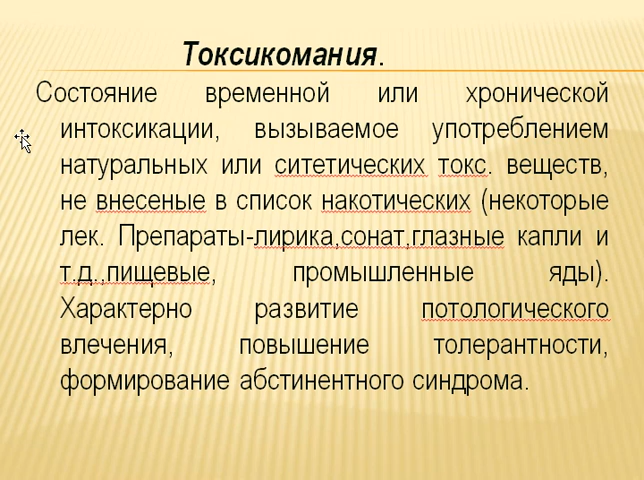 Токсикомания.
Состояние временной или хронической
интоксикации, вызываемое употреблением
натуральных или ситетических токс. веществ,
не внесеные в список накотических (некоторые
лек. Препараты-лирика,сонат,глазные капли и
т.д.,пищевые, промышленные яды).
Характерно развитие потологического
влечения, повышение толерантности,
формирование абстинентного синдрома.